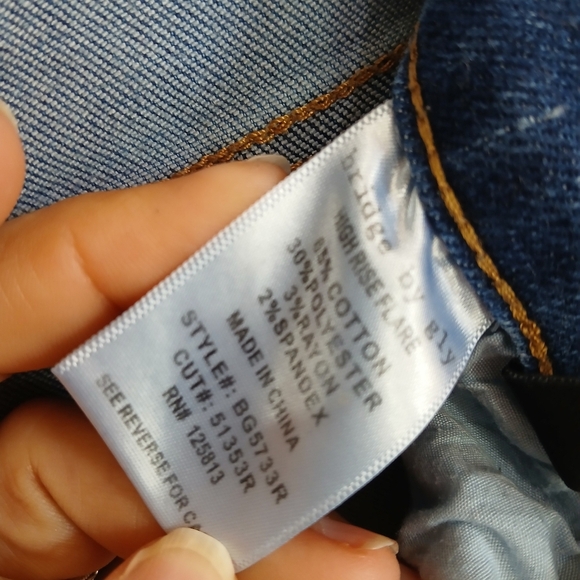 bridge by Gly
HIGH RISE FLARE
65% COTTON
30%POLYESTER
3%RAYON
2%SPANDEX
MADE IN CHINA
STYLE#: BG5733R
CUT#: 51353R
RN# 125813
SEE REVERSE FOR CA